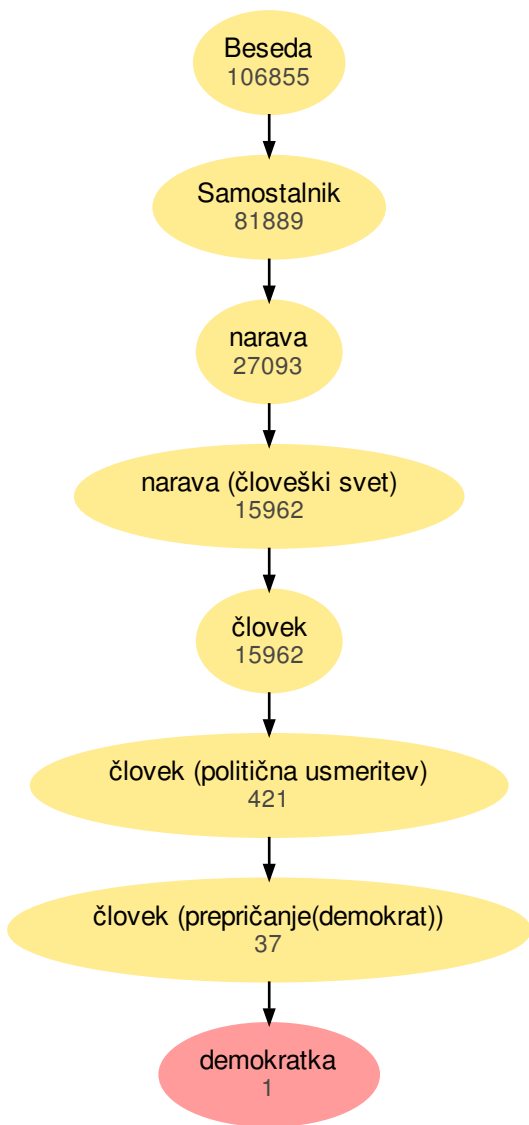 Beseda
106855
Samostalnik
81889
narava
27093
narava (človeški svet)
15962
človek
15962
človek (politična usmeritev)
421
človek (prepričanje(demokrat))
37
demokratka
1